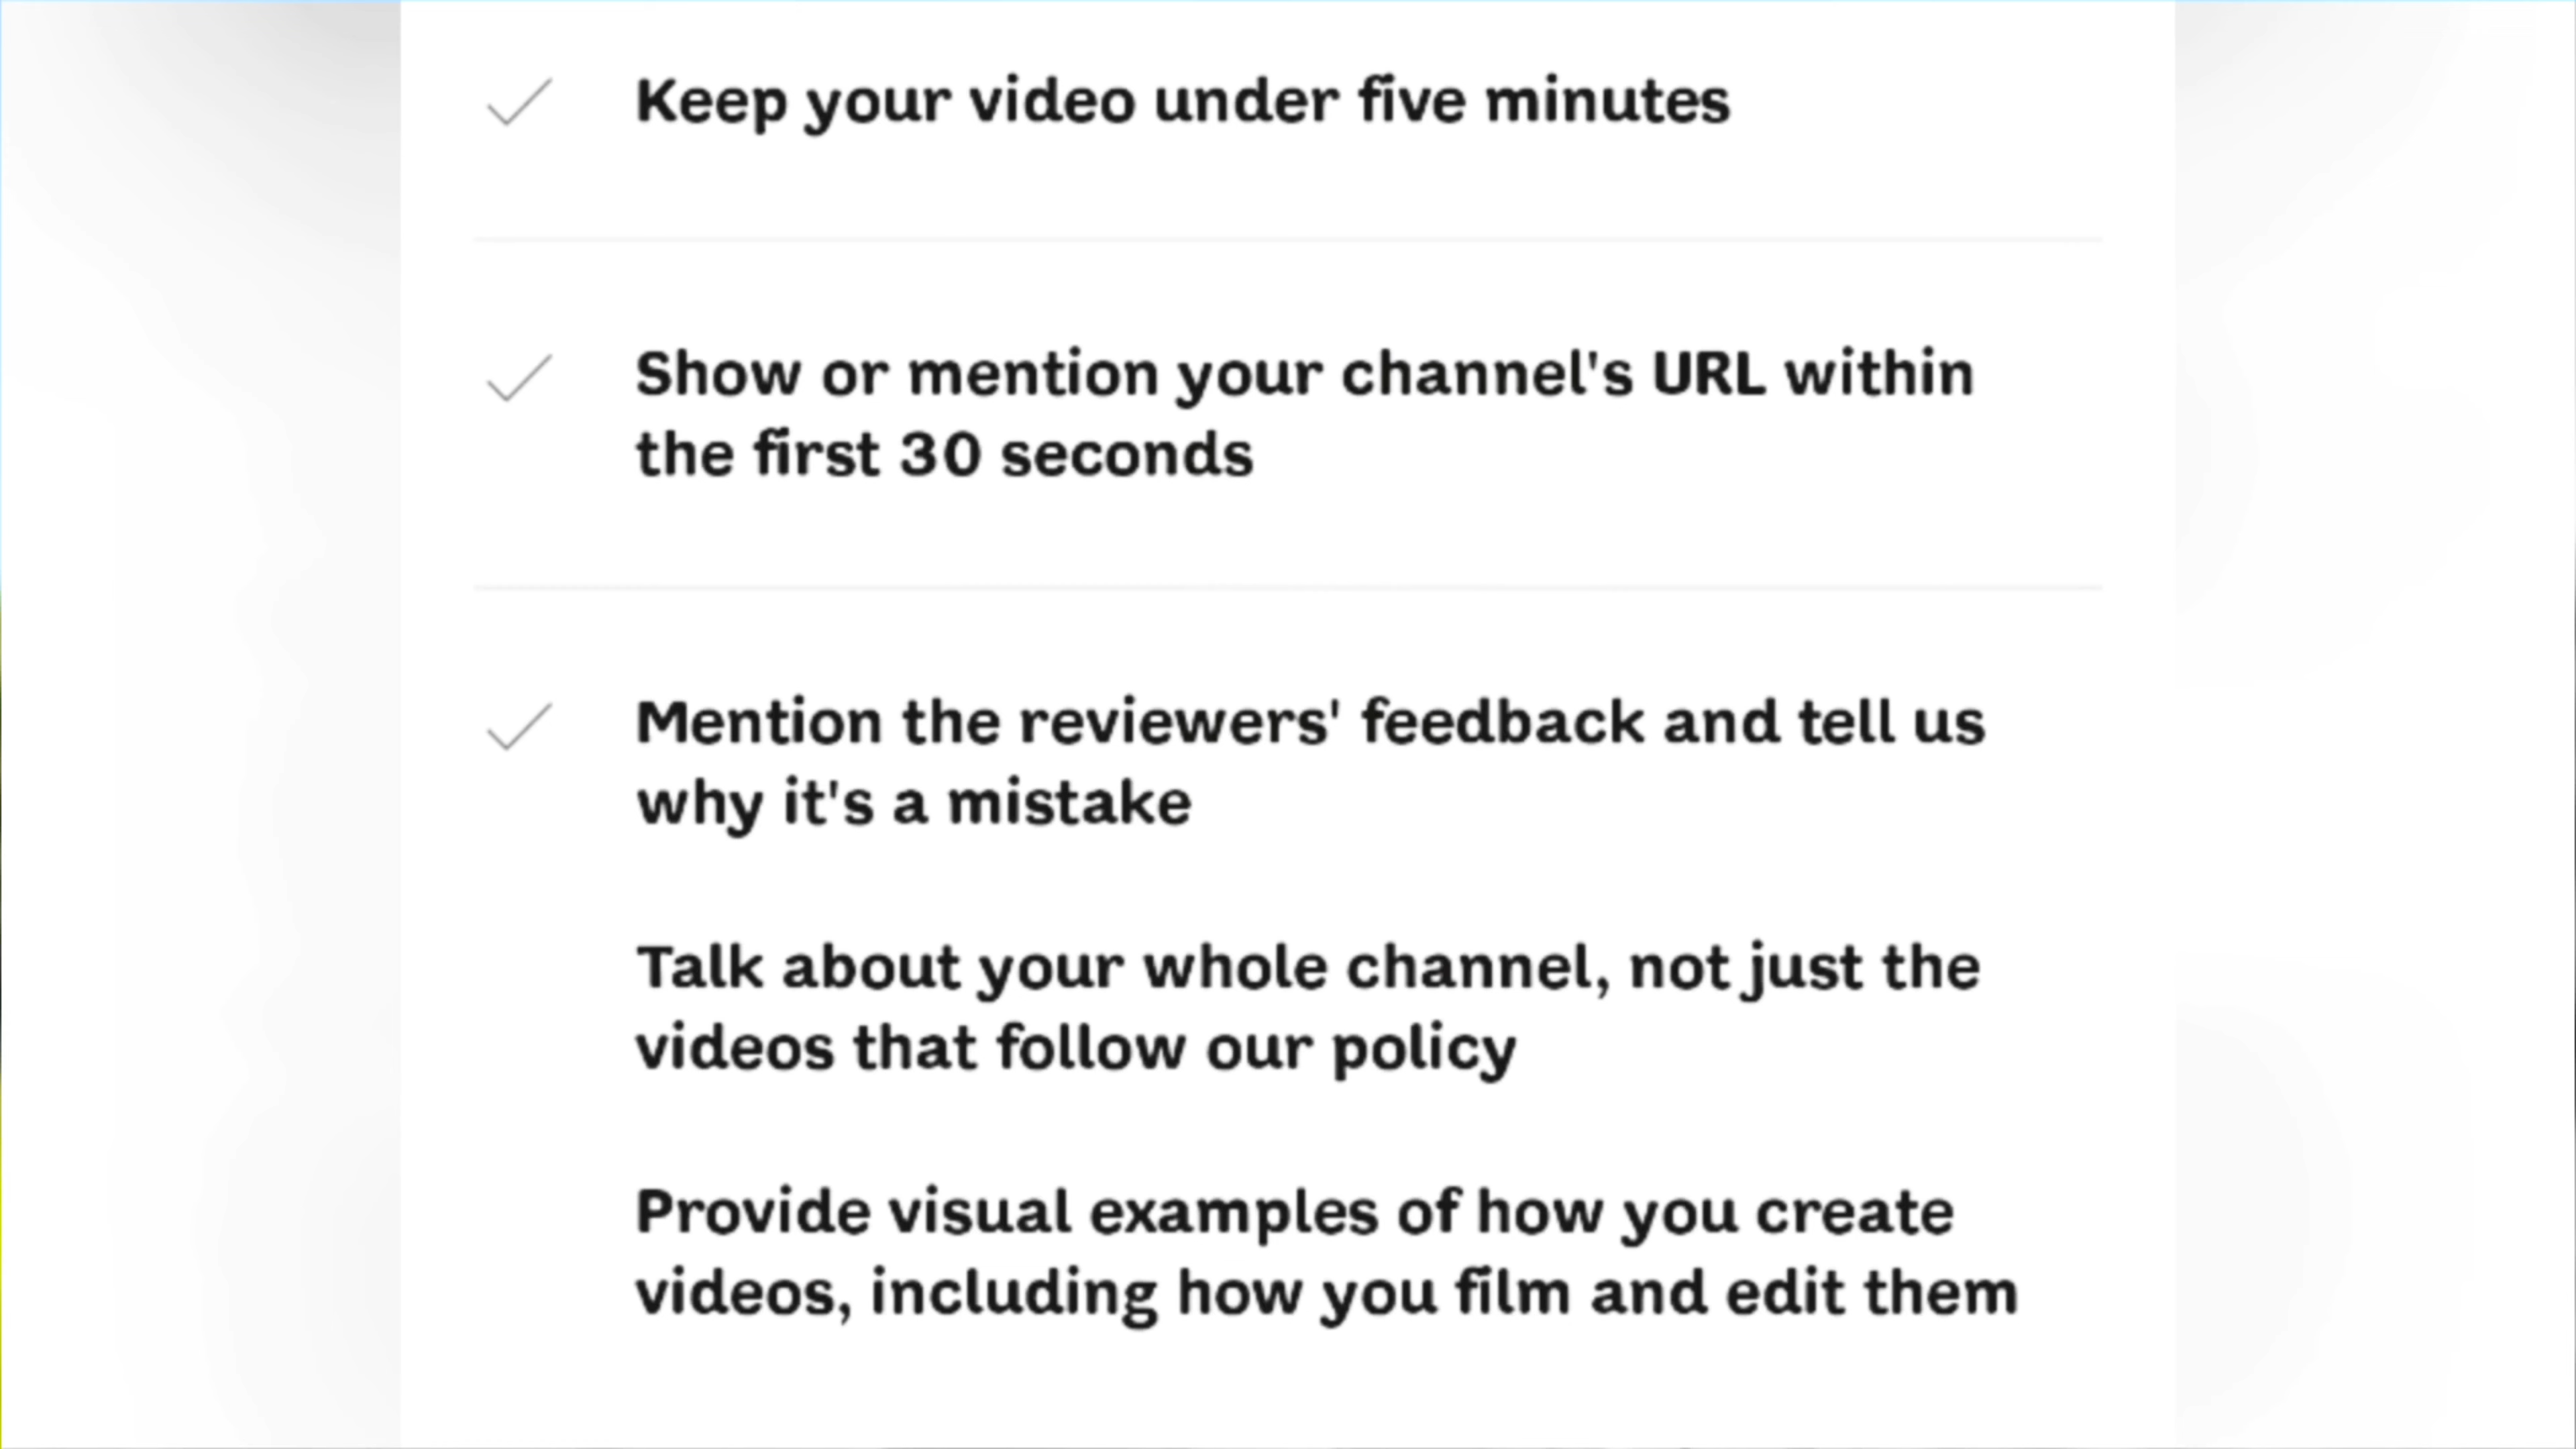 Keep your video under five minutes
Show or mention your channel's URL within
the first 30 seconds
Mention the reviewers' feedback and tell us
why it's a mistake
Talk about your whole channel, not just the
videos that follow our policy
Provide visual examples of how you create
videos, including how you film and edit them